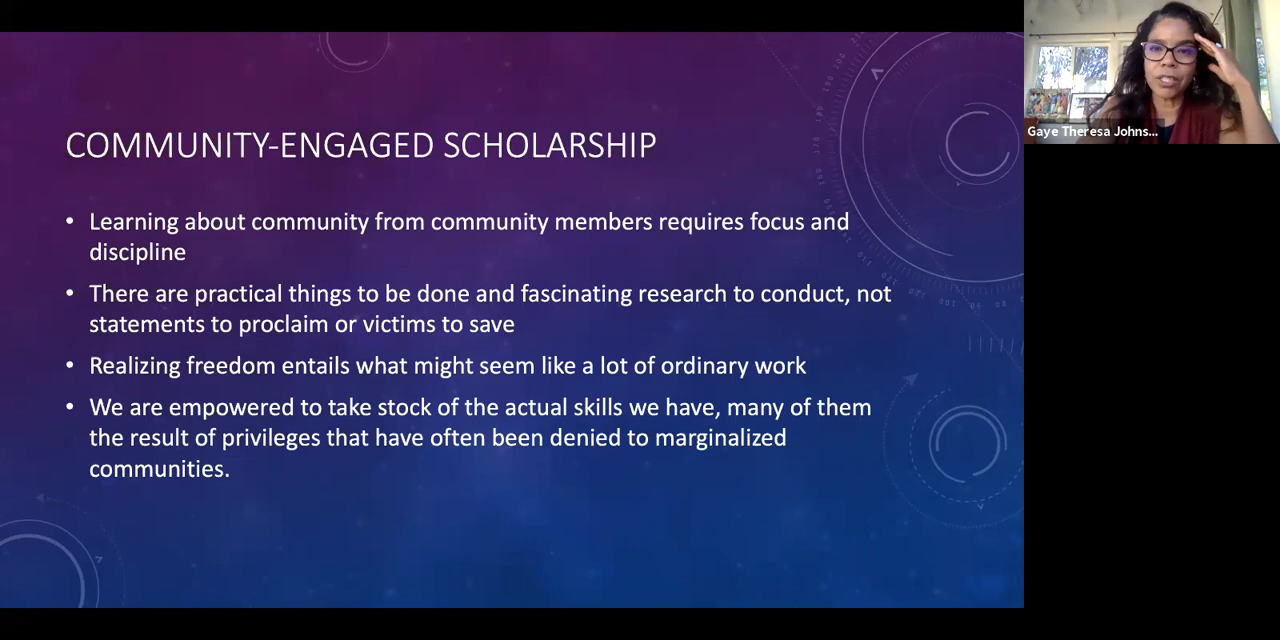 COMMUNITY-ENGAGED SCHOLARSHIP
• Learning about community from community members requires focus and
discipline
• There are practical things to be done and fascinating research to conduct, not
statements to proclaim or victims to save
• Realizing freedom entails what might seem like a lot of ordinary work
• We are empowered to take stock of the actual skills we have, many of them
the result of privileges that have often been denied to marginalized
communities.
Gaye Theresa Johns...